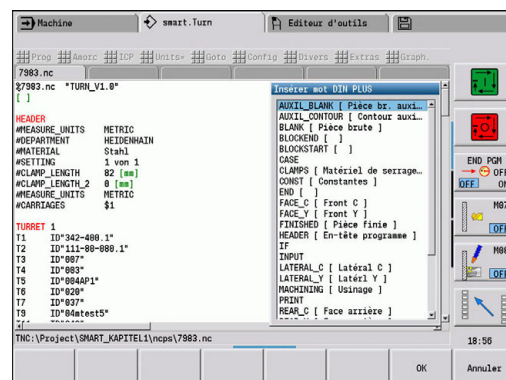 Machine
smart.Turn
Editeur d'outils
Prog Amorc ICP Units» Goto Config Divers Extras Graph.
7983.nc
%7983.nc "TURN_V1.0"
[ ]
HEADER
#MEASURE_UNITS METRIC
#DEPARTMENT HEIDENHAIN
#MATERIAL Stahl
#SETTING 1 von 1
#CLAMP_LENGTH 82 [mm]
#CLAMP_LENGTH_2 0 [mm]
#MEASURE_UNITS METRIC
#CARRIAGES $1
TURRET 1
T1 ID"342-400.1"
T2 ID"111-80-080.1"
T3 ID"007"
T4 ID"003"
T5 ID"004AP1"
T6 ID"020"
T7 ID"037"
T9 ID"04mtest5"
Insérer mot DIN PLUS
AUXIL_BLANK [ Pièce br. auxi…
AUXIL_CONTOUR [ Contour auxi…
BLANK [ Pièce brute ]
BLOCKEND [ ]
BLOCKSTART [ ]
CASE
CLAMPS [ Matériel de serrage…
CONST [ Constantes ]
END [ ]
FACE_C [ Front C ]
FACE_Y [ Front Y ]
FINISHED [ Pièce finie ]
HEADER [ En-tête programme ]
IF
INPUT
LATERAL_C [ Latéral C ]
LATERAL_Y [ Latérl Y ]
MACHINING [ Usinage ]
PRINT
REAR_C [ Face arrière ]
TNC:\Project\SMART_KAPITEL1\ncps\7983.nc
END PGM
OFF
OFF ON
M07
OFF
OFF
18:56
OK
Annuler